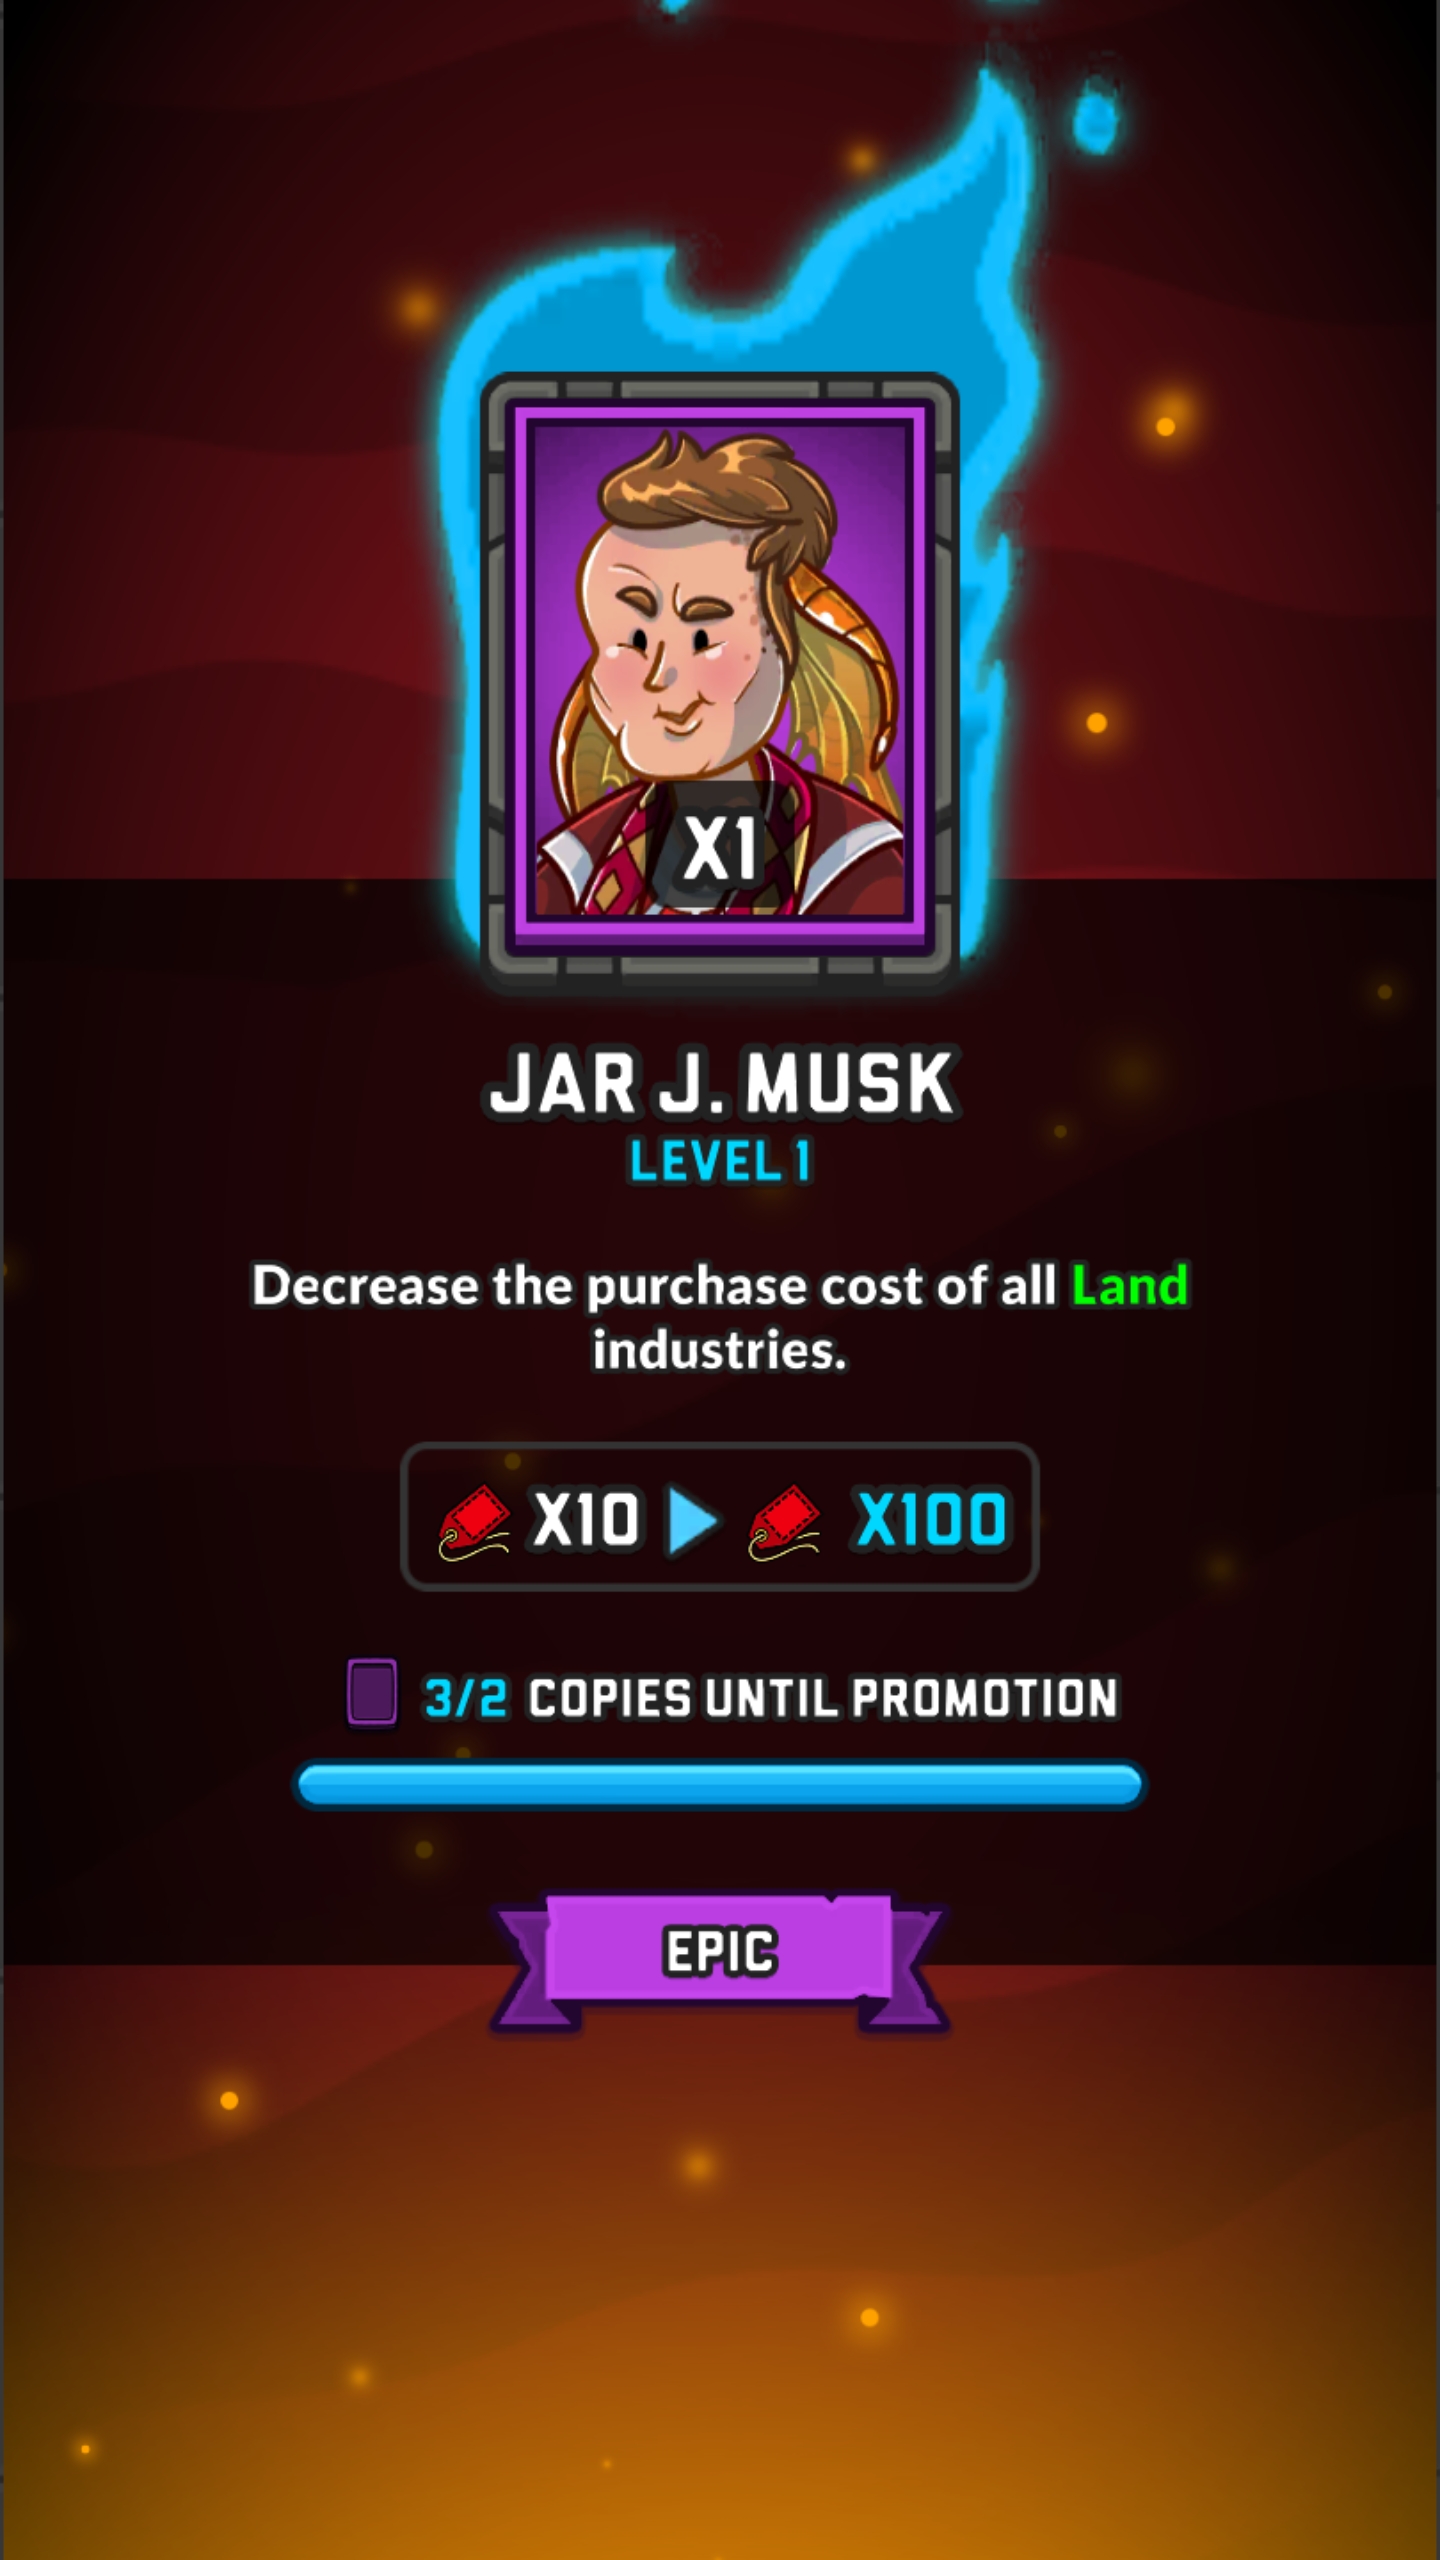 X1
JAR J. MUSK
LEVEL 1
Decrease the purchase cost of all Land
industries.
X10 X100
3/2 COPIES UNTIL PROMOTION
EPIC